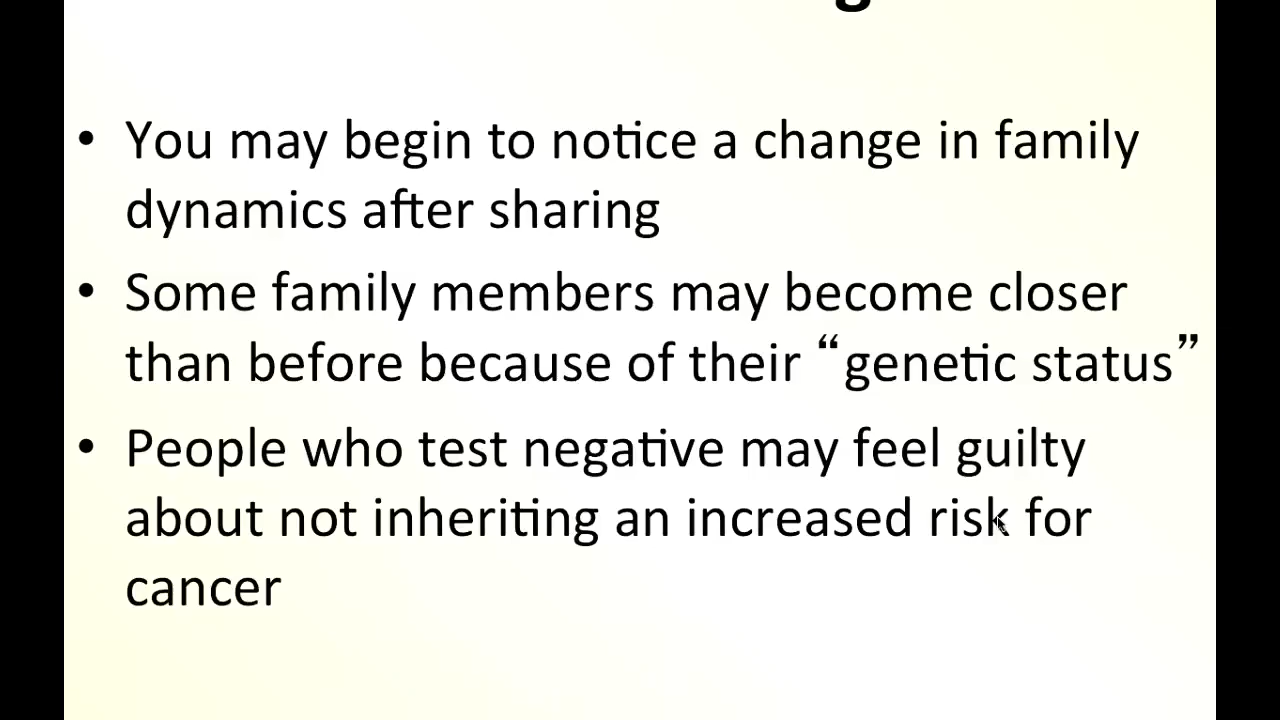 • You may begin to notice a change in family
dynamics after sharing
• Some family members may become closer
than before because of their “genetic status”
• People who test negative may feel guilty
about not inheriting an increased risk for
cancer